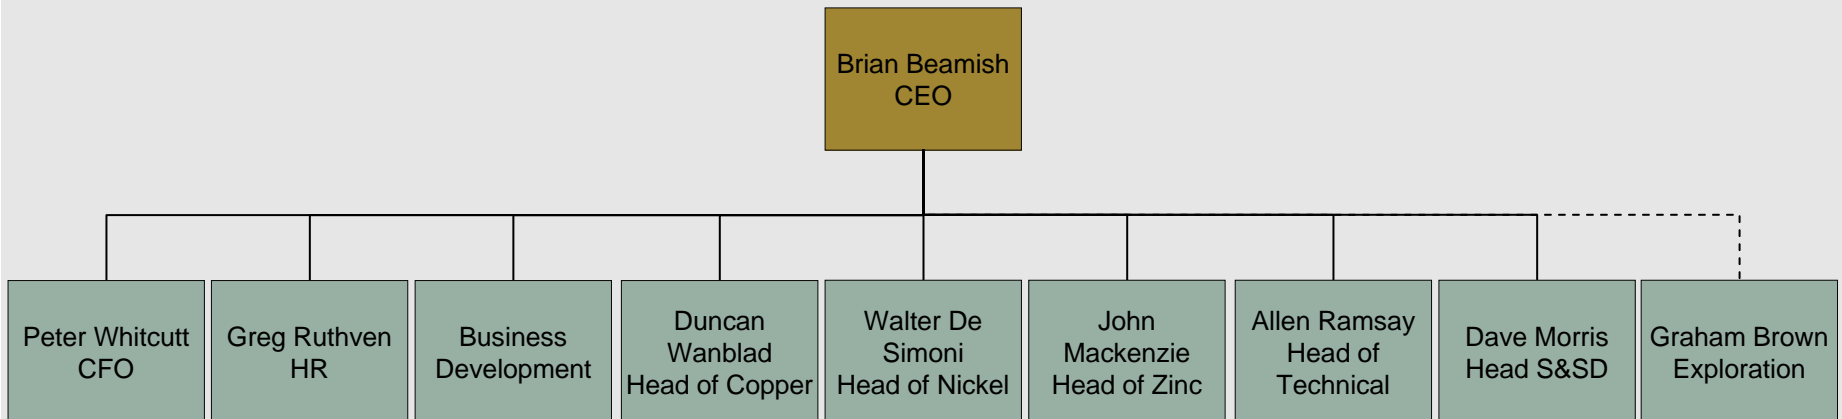 Brian Beamish
CEO
Peter Whitcutt
CFO
Greg Ruthven
HR
Business
Development
Duncan
Wanblad
Head of Copper
Walter De
Simoni
Head of Nickel
John
Mackenzie
Head of Zinc
Allen Ramsay
Head of
Technical
Dave Morris
Head S&SD
Graham Brown
Exploration